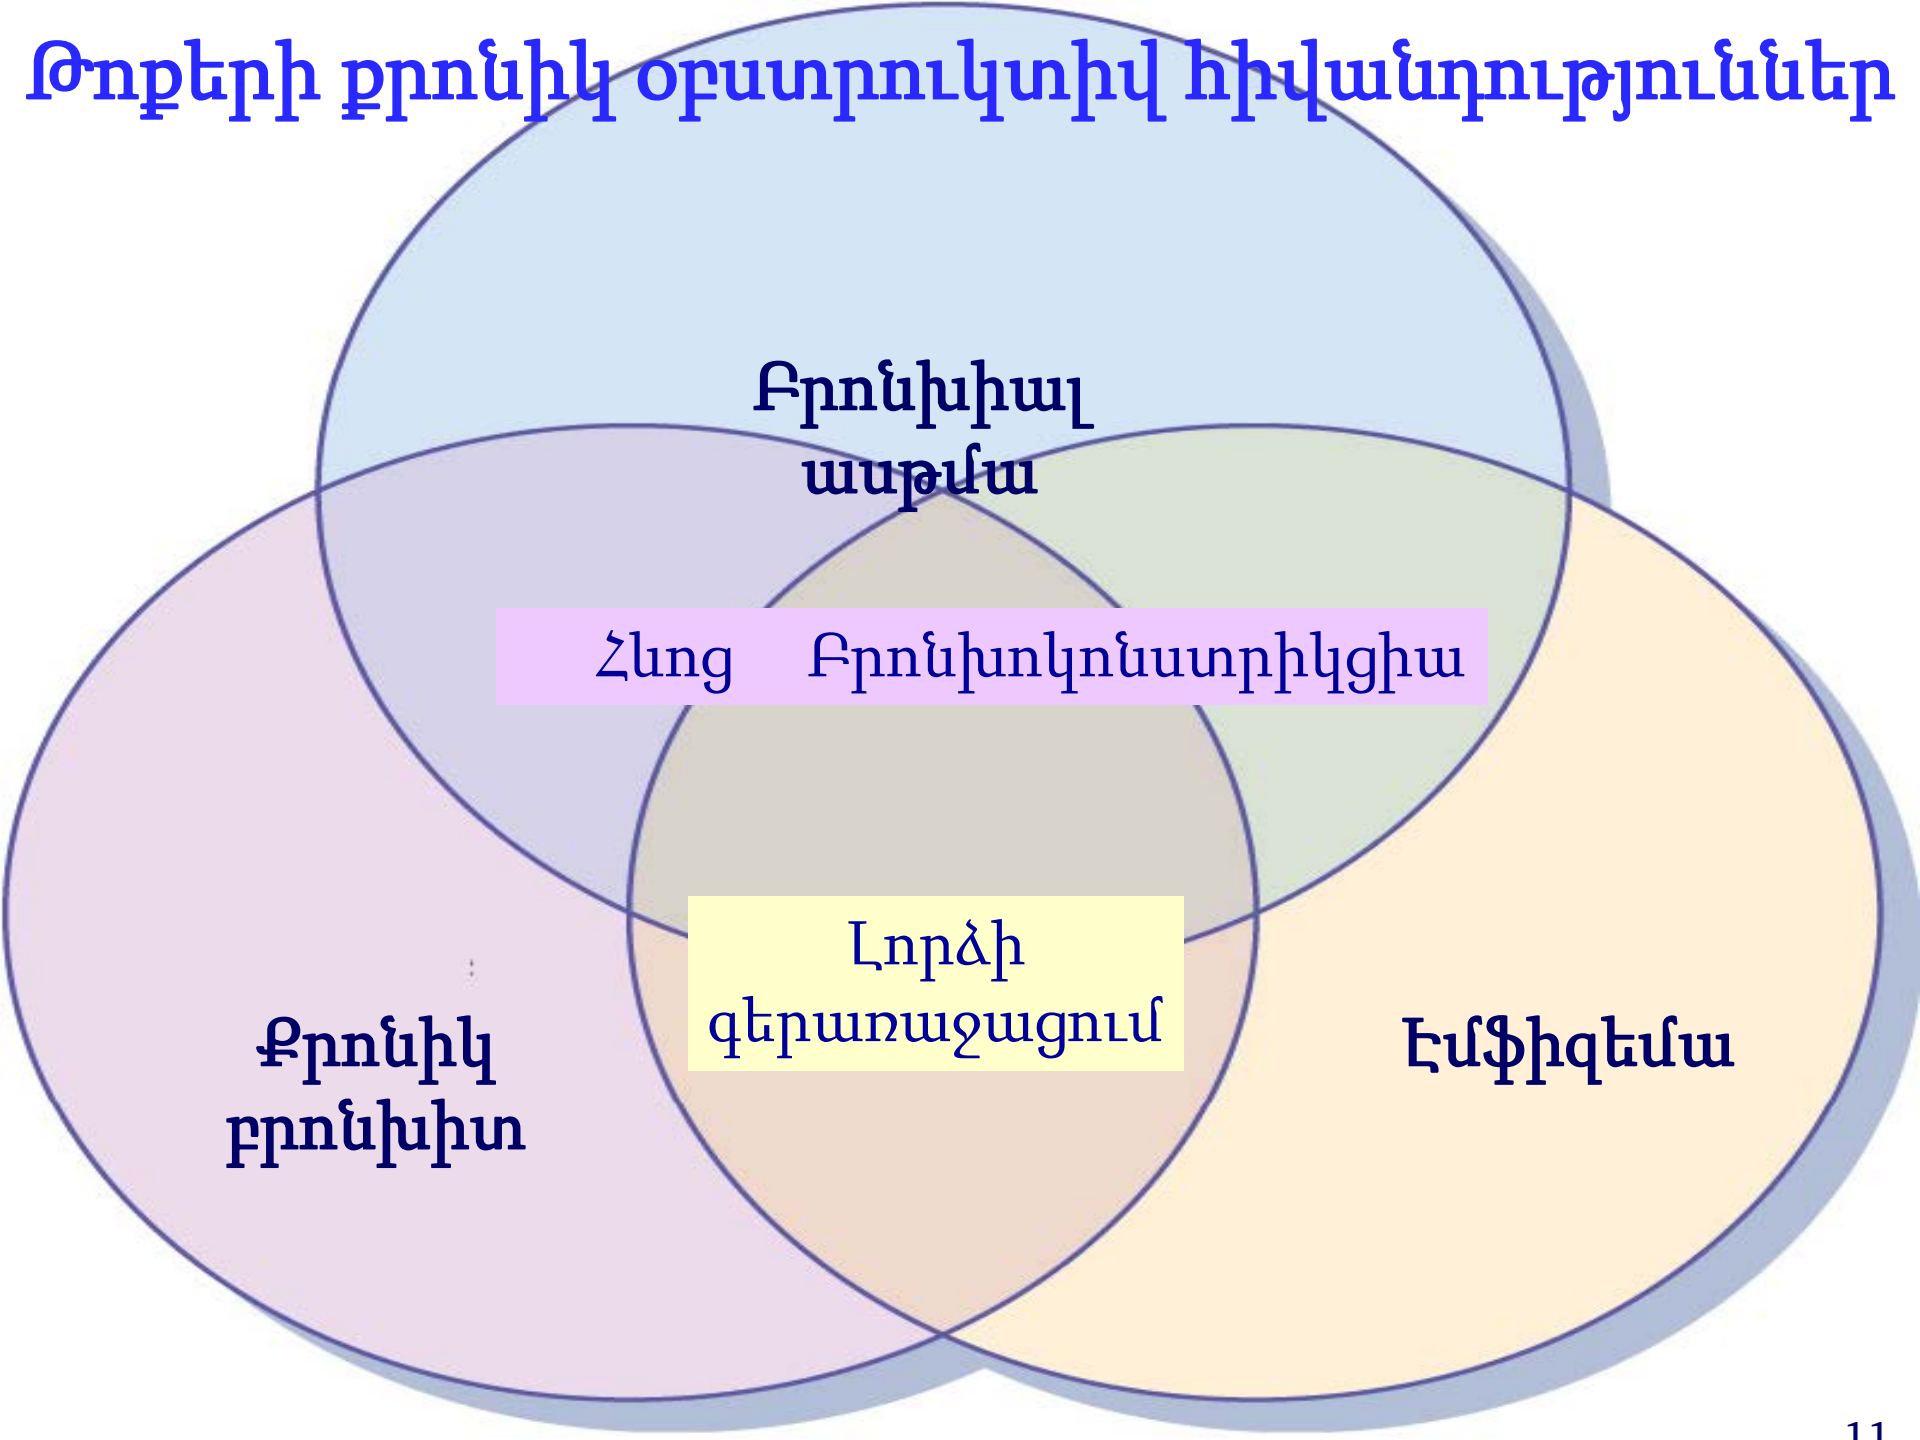 Թոքերի քրոնիկ օբստրուկտիվ հիվանդություններ
Բրոնխիալ
ասթմա
Հևոց Բրոնխոկոնստրիկցիա
Լորձի
գերառաջացում
Քրոնիկ
բրոնխիտ
Էմֆիզեմա
11